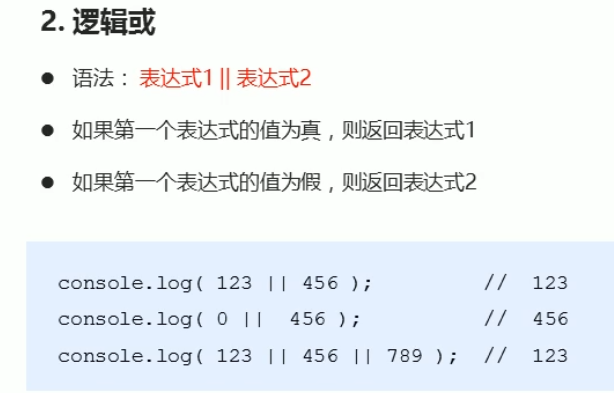 2. 逻辑或
● 语法： 表达式1 || 表达式2
● 如果第一个表达式的值为真，则返回表达式1
● 如果第一个表达式的值为假，则返回表达式2
console.log( 123 || 456 );         //  123
console.log( 0 ||  456 );          //  456
console.log( 123 || 456 || 789 );  //  123